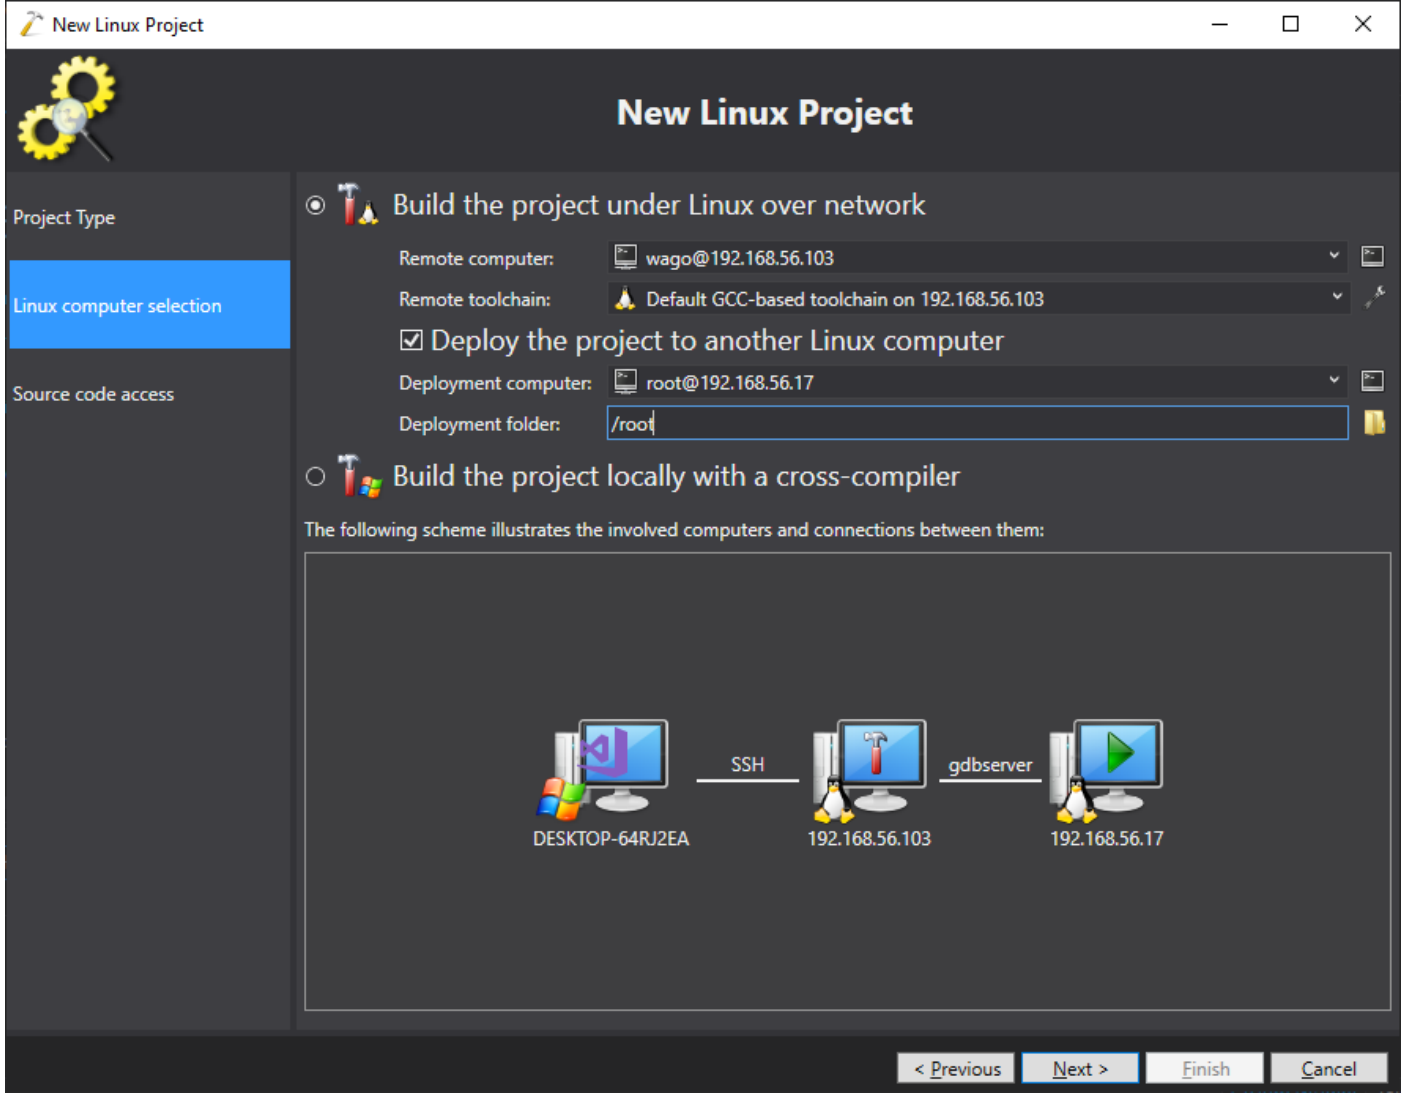 New Linux Project
New Linux Project
Project Type
Linux computer selection
Source code access
Build the project under Linux over network
Remote computer: wago@192.168.56.103
Remote toolchain: Default GCC-based toolchain on 192.168.56.103
Deploy the project to another Linux computer
Deployment computer: root@192.168.56.17
Deployment folder: /root
Build the project locally with a cross-compiler
The following scheme illustrates the involved computers and connections between them:
SSH gdbserver
DESKTOP-64RJ2EA 192.168.56.103 192.168.56.17
< Previous Next > Finish Cancel